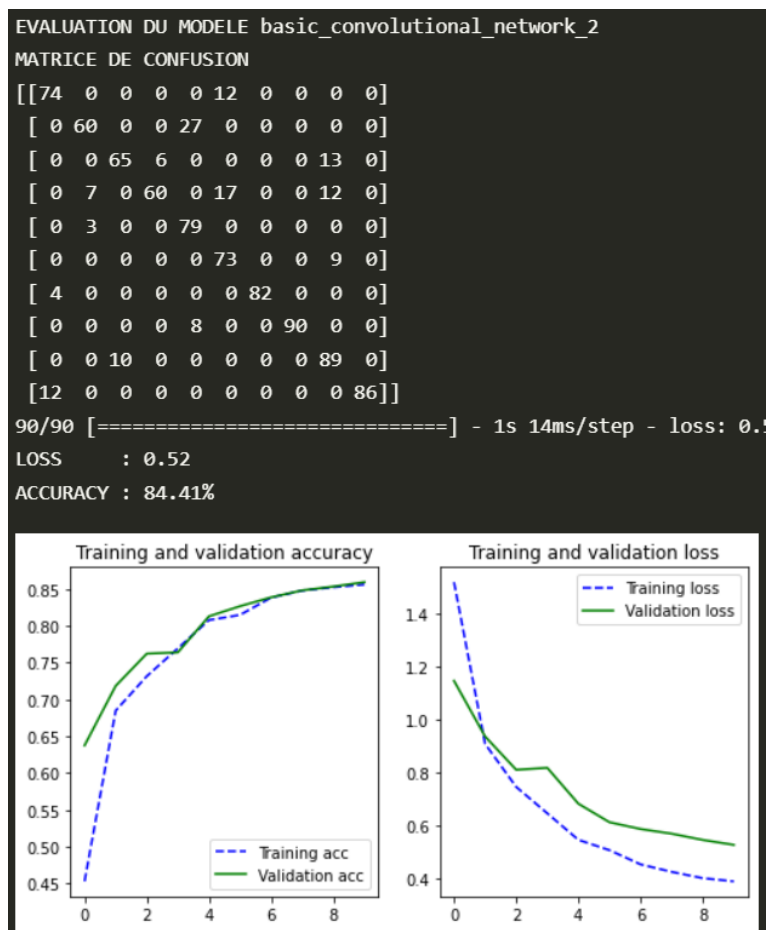 EVALUATION DU MODELE basic_convolutional_network_2
MATRICE DE CONFUSION
[[74 0 0 0 0 12 0 0 0 0]
[ 0 60 0 0 27 0 0 0 0 0]
[ 0 0 65 6 0 0 0 0 13 0]
[ 0 7 0 60 0 17 0 0 12 0]
[ 0 3 0 0 79 0 0 0 0 0]
[ 0 0 0 0 0 73 0 0 9 0]
[ 4 0 0 0 0 0 82 0 0 0]
[ 0 0 0 0 8 0 0 90 0 0]
[ 0 0 10 0 0 0 0 0 89 0]
[12 0 0 0 0 0 0 0 0 86]]
90/90 [==============================] - 1s 14ms/step - loss: 0.5
LOSS : 0.52
ACCURACY : 84.41%
Training and validation accuracy
0.85
0.80
0.75
0.70
0.65
0.60
0.55
0.50
0.45
Training acc
Validation acc
0 2 4 6 8
Training and validation loss
Training loss
Validation loss
1.4
1.2
1.0
0.8
0.6
0.4
0 2 4 6 8